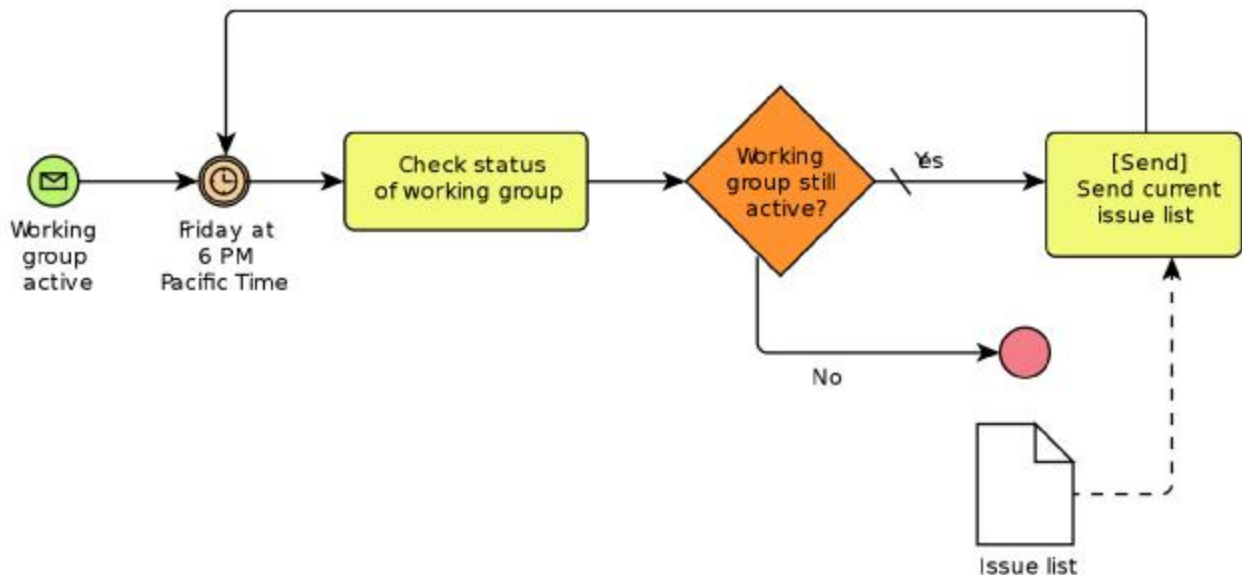 Working
group
active
Friday at
6 PM
Pacific Time
Check status
of working group
Working
group still
active?
Yes
No
[Send]
Send current
issue list
Issue list